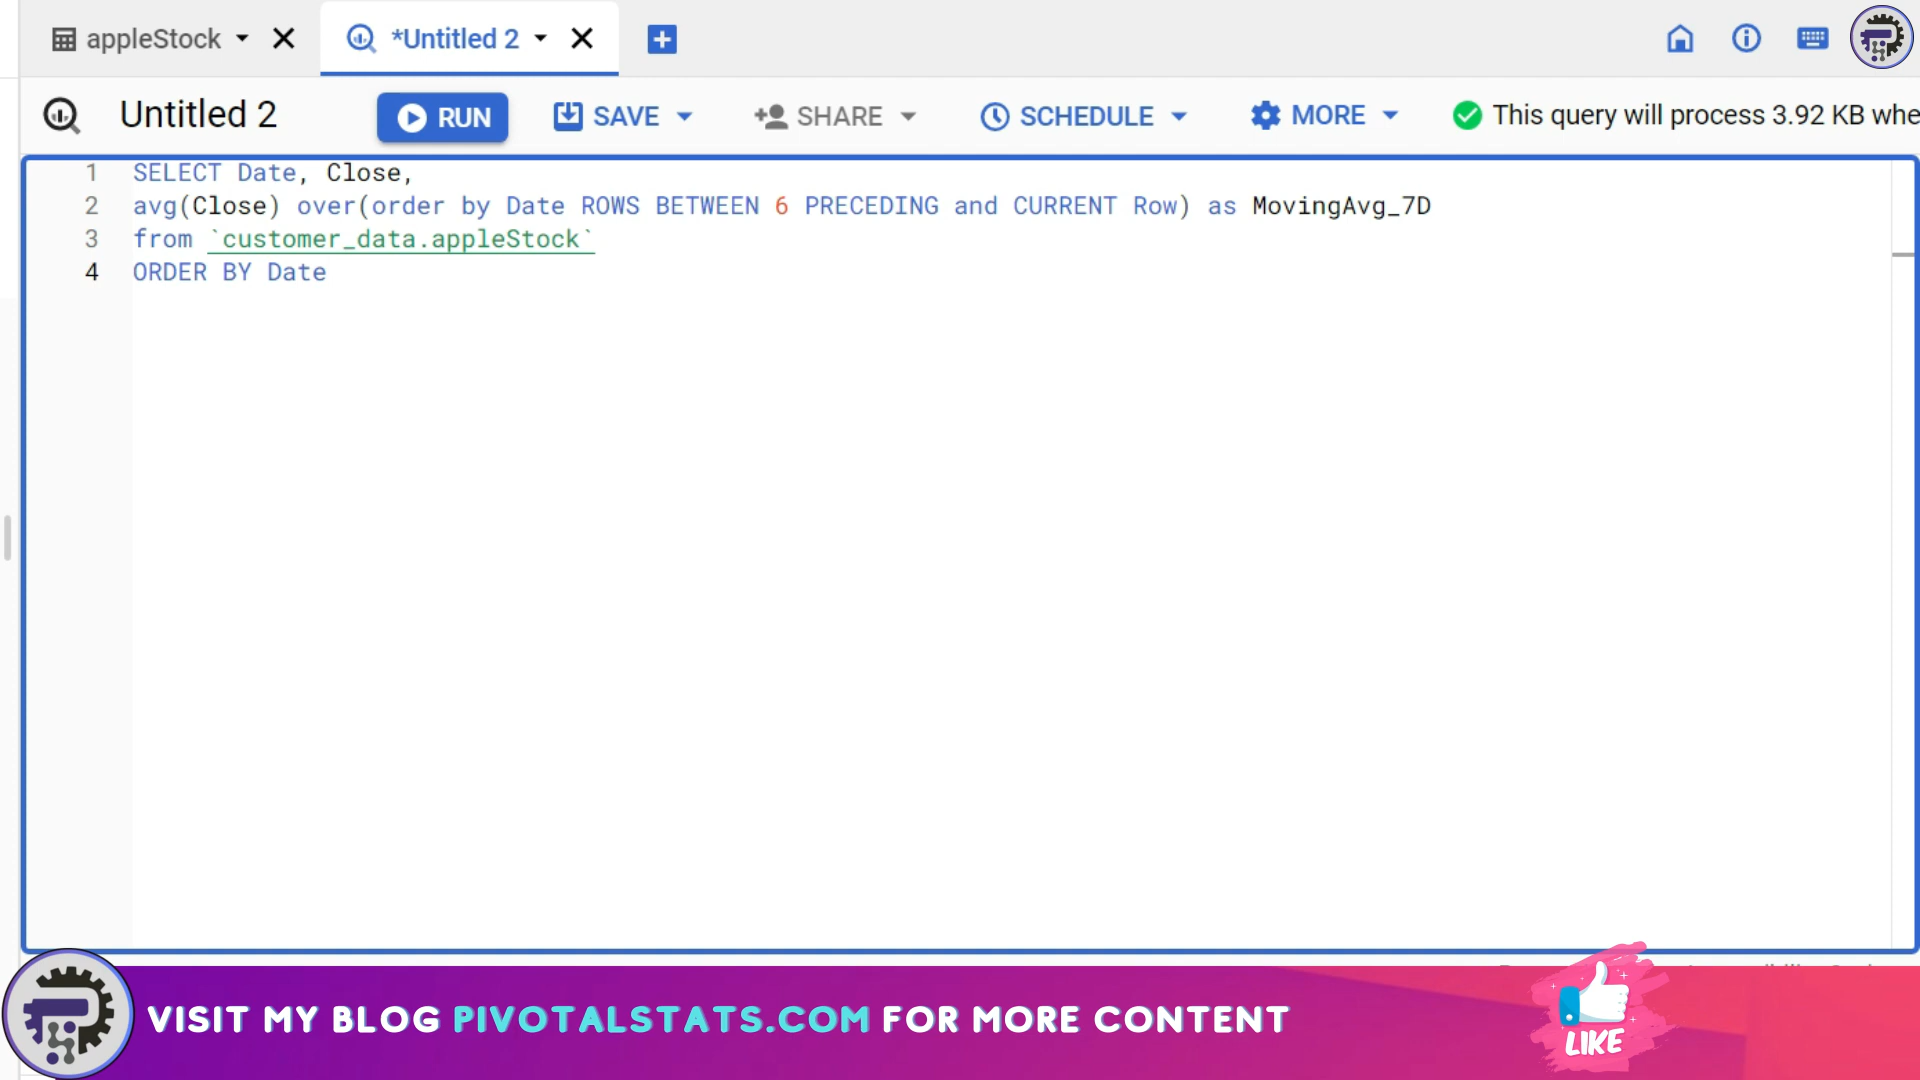 appleStock
*Untitled 2
Untitled 2
RUN
SAVE
SHARE
SCHEDULE
MORE
This query will process 3.92 KB whe
1 SELECT Date, Close,
2 avg(Close) over(order by Date ROWS BETWEEN 6 PRECEDING and CURRENT Row) as MovingAvg_7D
3 from `customer_data.appleStock`
4 ORDER BY Date
VISIT MY BLOG PIVOTALSTATS.COM FOR MORE CONTENT
LIKE